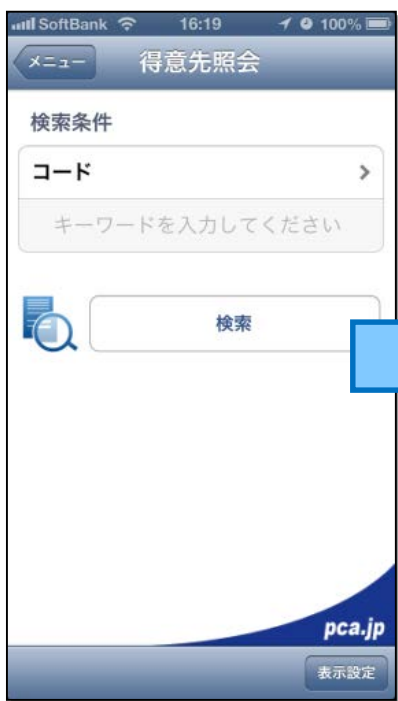 SoftBank 16:19 100%
メニュー 得意先照会
検索条件
コード
キーワードを入力してください
検索
pca.jp
表示設定